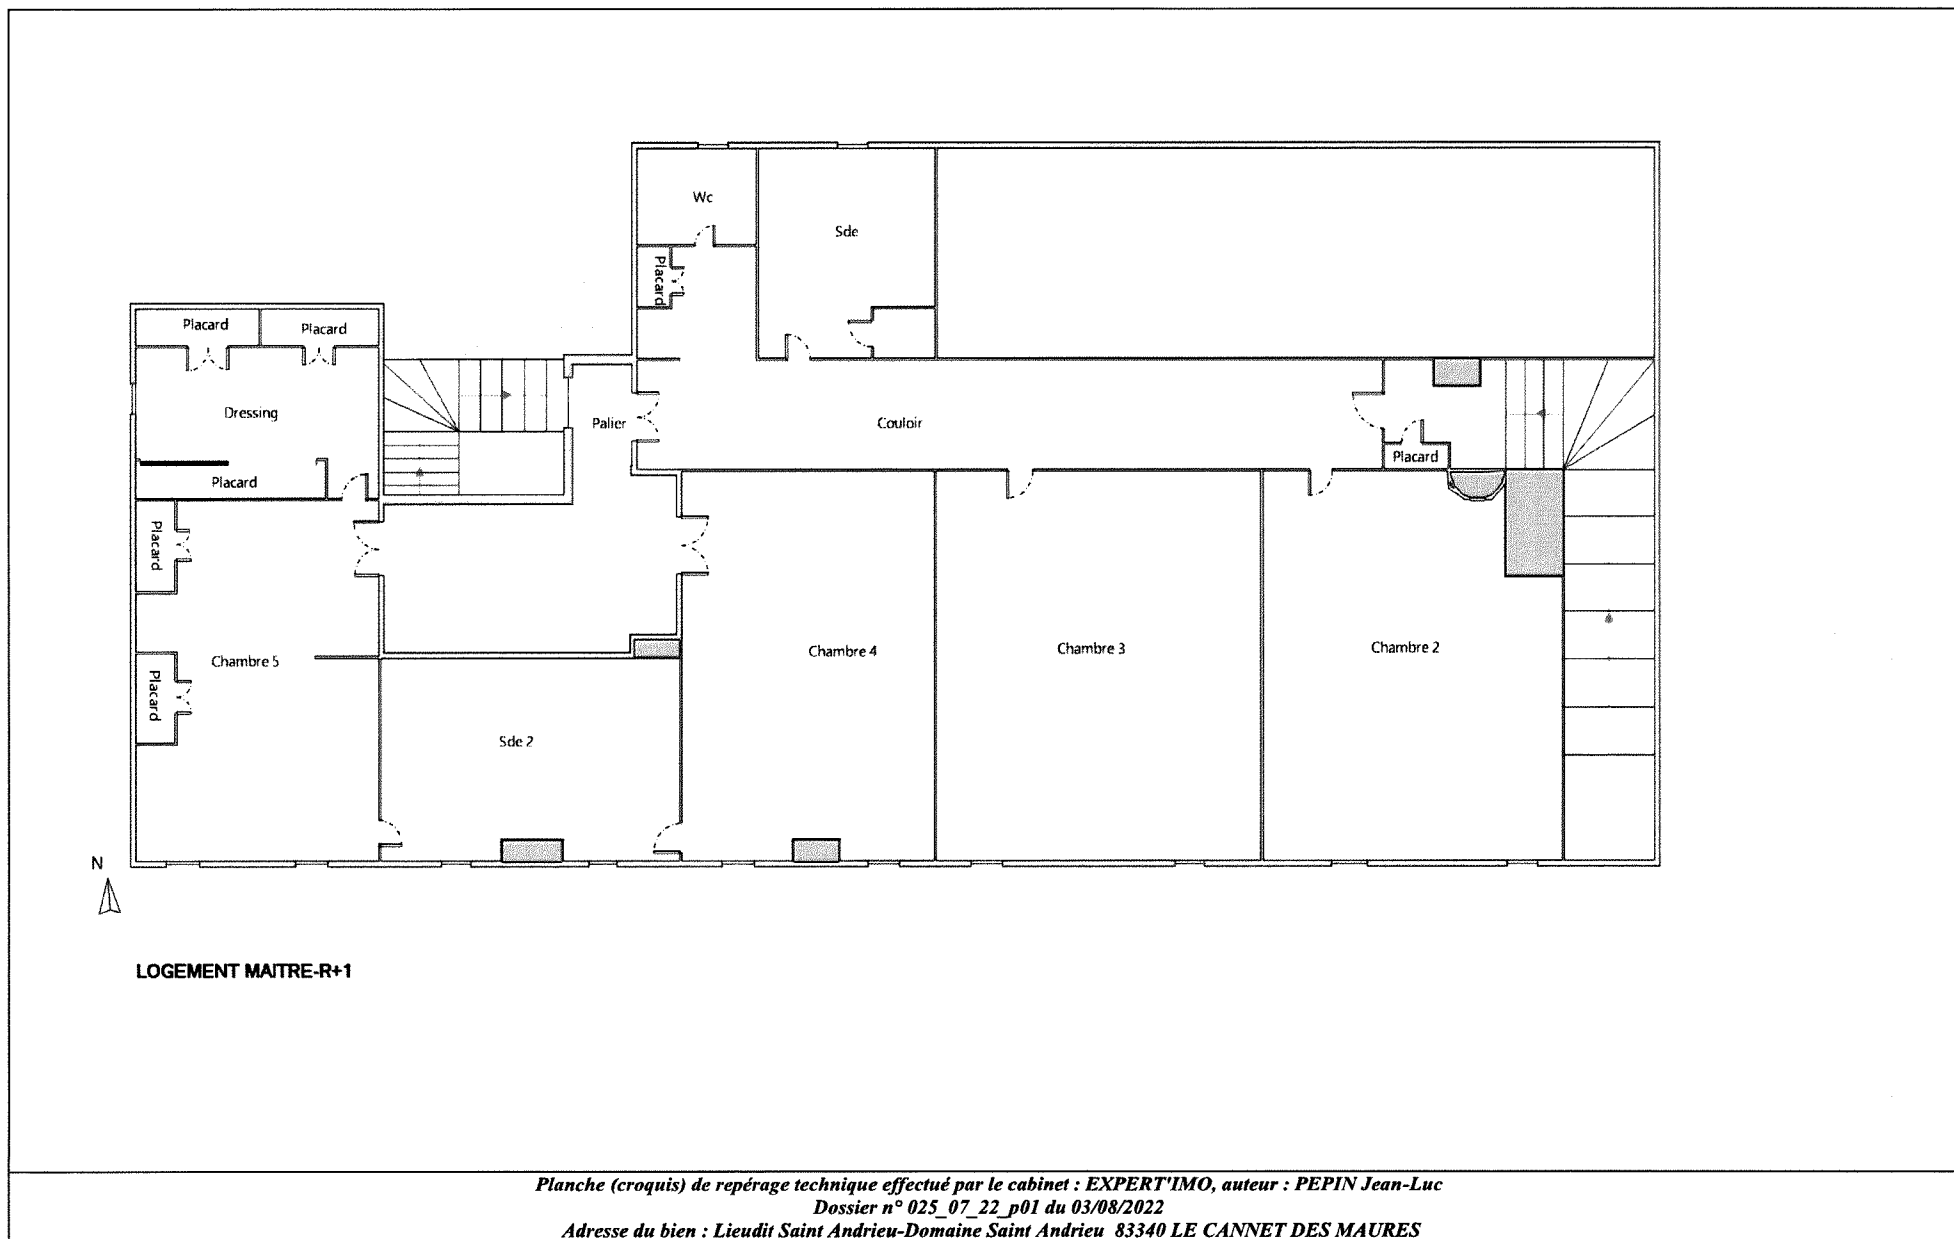 Wc
Sde
Placard
Placard
Placard
Dressing
Palier
Couloir
Placard
Placard
Placard
Chambre 5
Chambre 4
Chambre 3
Chambre 2
Placard
Sde 2
N
LOGEMENT MAITRE-R+1
Planche (croquis) de repérage technique effectué par le cabinet : EXPERT'IMO, auteur : PEPIN Jean-Luc
Dossier n° 025_07_22_p01 du 03/08/2022
Adresse du bien : Lieudit Saint Andrieu-Domaine Saint Andrieu 83340 LE CANNET DES MAURES